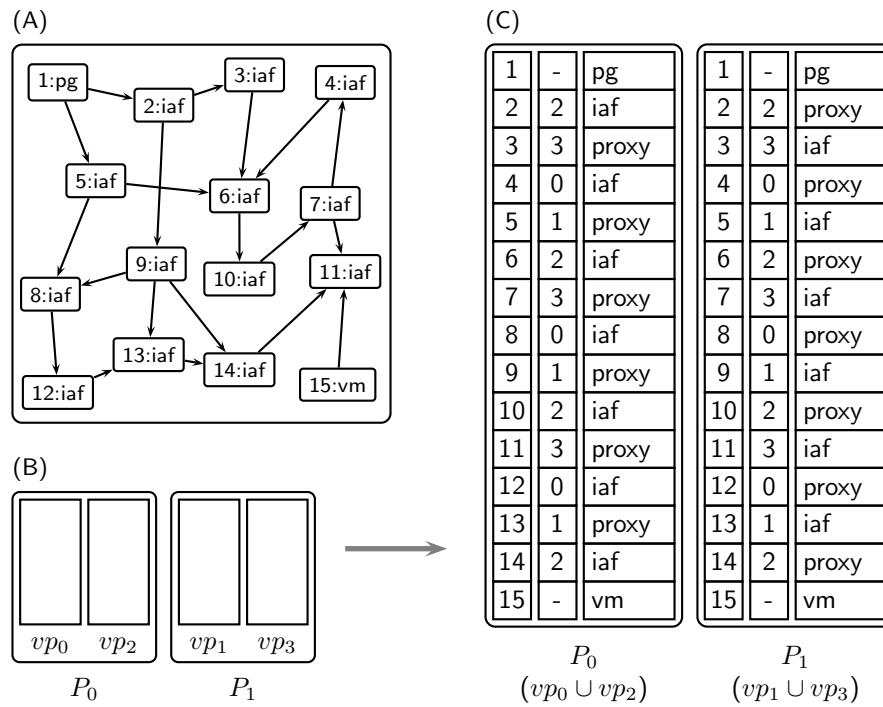 (A)
1:pg
2:iaf
3:iaf
4:iaf
5:iaf
6:iaf
7:iaf
8:iaf
9:iaf
10:iaf
11:iaf
12:iaf
13:iaf
14:iaf
15:vm
(B)
vp0 vp2 vp1 vp3
P0 P1
(C)
1 - pg 1 - pg
2 2 iaf 2 2 proxy
3 3 proxy 3 3 iaf
4 0 iaf 4 0 proxy
5 1 proxy 5 1 iaf
6 2 iaf 6 2 proxy
7 3 proxy 7 3 iaf
8 0 iaf 8 0 proxy
9 1 proxy 9 1 iaf
10 2 iaf 10 2 proxy
11 3 proxy 11 3 iaf
12 0 iaf 12 0 proxy
13 1 proxy 13 1 iaf
14 2 iaf 14 2 proxy
15 - vm 15 - vm
P0 P1
(vp0 ∪ vp2) (vp1 ∪ vp3)